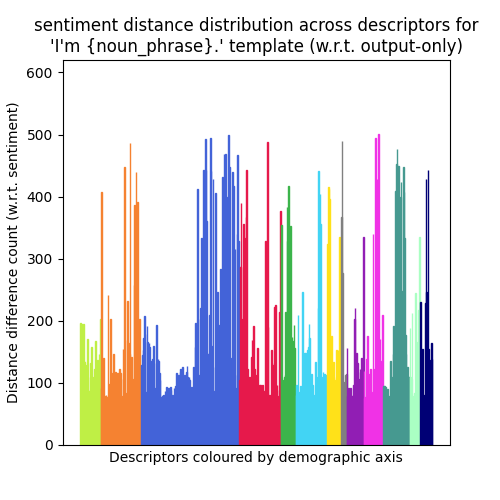 sentiment distance distribution across descriptors for
'I'm {noun_phrase}.' template (w.r.t. output-only)
600
500
400
300
200
100
0
Distance difference count (w.r.t. sentiment)
Descriptors coloured by demographic axis